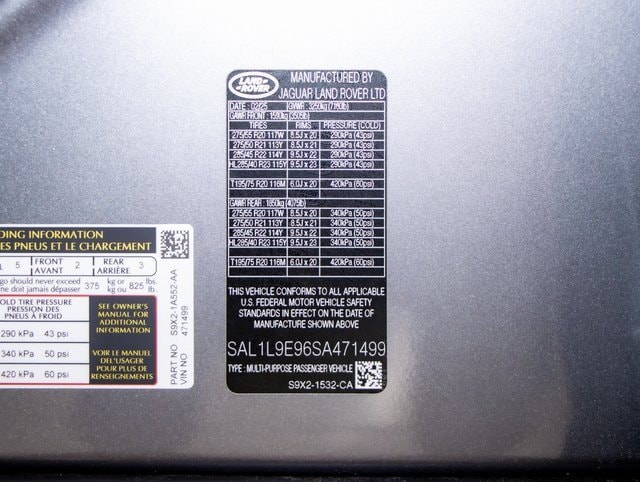 LAND
ROVER
MANUFACTURED BY
JAGUAR LAND ROVER LTD
DATE : 02/25 GVWR : 3250kg (7160lb)
GAWR FRONT : 1590kg (3505lb)
TIRES RIMS PRESSURE (COLD)
275/55 R20 117W 8.5J x 20 290kPa (43psi)
275/50 R21 113Y 8.5J x 21 290kPa (43psi)
285/45 R22 114Y 9.5J x 22 290kPa (43psi)
HL285/40 R23 115Y 9.5J x 23 290kPa (43psi)
T195/75 R20 116M 6.0J x 20 420kPa (60psi)
GAWR REAR : 1850kg (4075lb)
275/55 R20 117W 8.5J x 20 340kPa (50psi)
275/50 R21 113Y 8.5J x 21 340kPa (50psi)
285/45 R22 114Y 9.5J x 22 340kPa (50psi)
HL285/40 R23 115Y 9.5J x 23 340kPa (50psi)
T195/75 R20 116M 6.0J x 20 420kPa (60psi)
THIS VEHICLE CONFORMS TO ALL APPLICABLE
U.S. FEDERAL MOTOR VEHICLE SAFETY
STANDARDS IN EFFECT ON THE DATE OF
MANUFACTURE SHOWN ABOVE
SAL1L9E96SA471499
TYPE : MULTI-PURPOSE PASSENGER VEHICLE
S9X2-1532-CA
DING INFORMATION
ES PNEUS ET LE CHARGEMENT
L 5 FRONT 2 REAR 3
AVANT ARRIÈRE
go should never exceed 375 kg or 825 lbs.
ne doit jamais dépasser kg ou lb.
OLD TIRE PRESSURE
PRESSION DES
PNEUS À FROID
290 kPa 43 psi
340 kPa 50 psi
420 kPa 60 psi
SEE OWNER'S
MANUAL FOR
ADDITIONAL
INFORMATION
VOIR LE MANUEL
DEL'USAGER
POUR PLUS DE
RENSEIGNEMENTS
PART NO S9X2-1A552-AA
VIN NO 471499